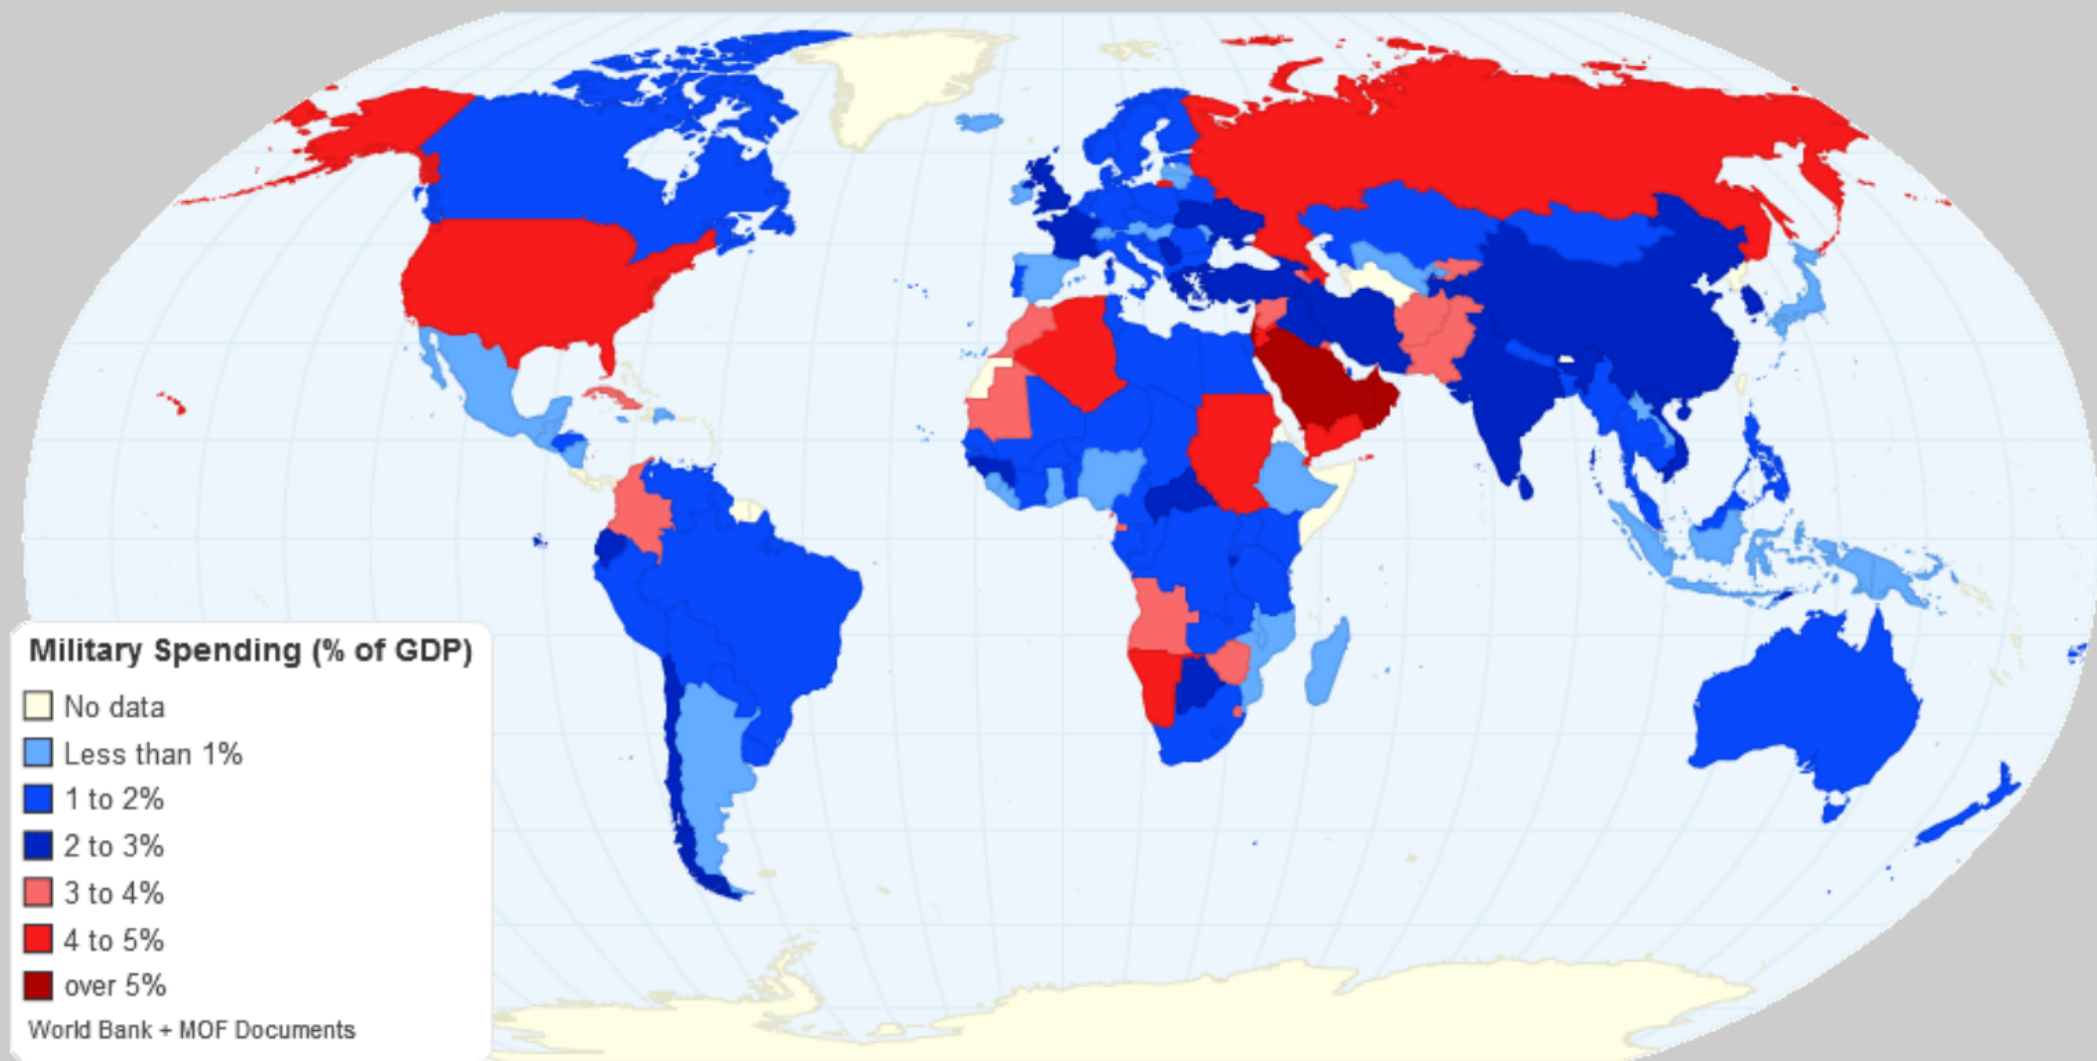 Military Spending (% of GDP)
No data
Less than 1%
1 to 2%
2 to 3%
3 to 4%
4 to 5%
over 5%
World Bank + MOF Documents